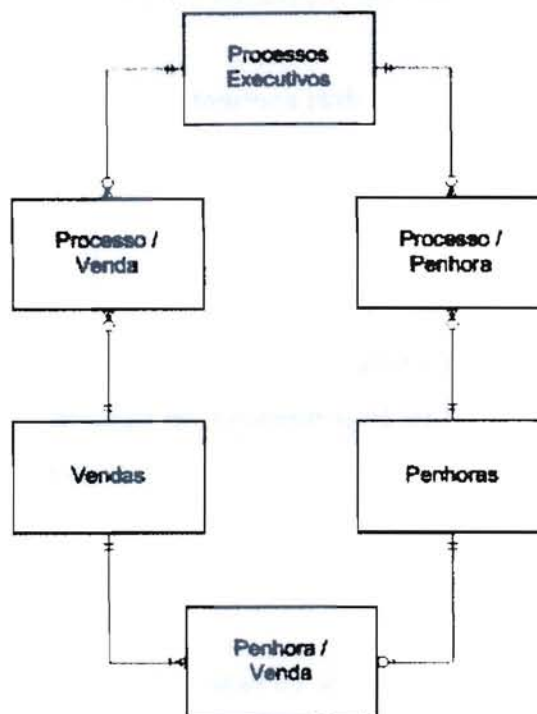 Processos
Executivos
Processo /
Venda
Processo /
Penhora
Vendas
Penhoras
Penhora /
Venda